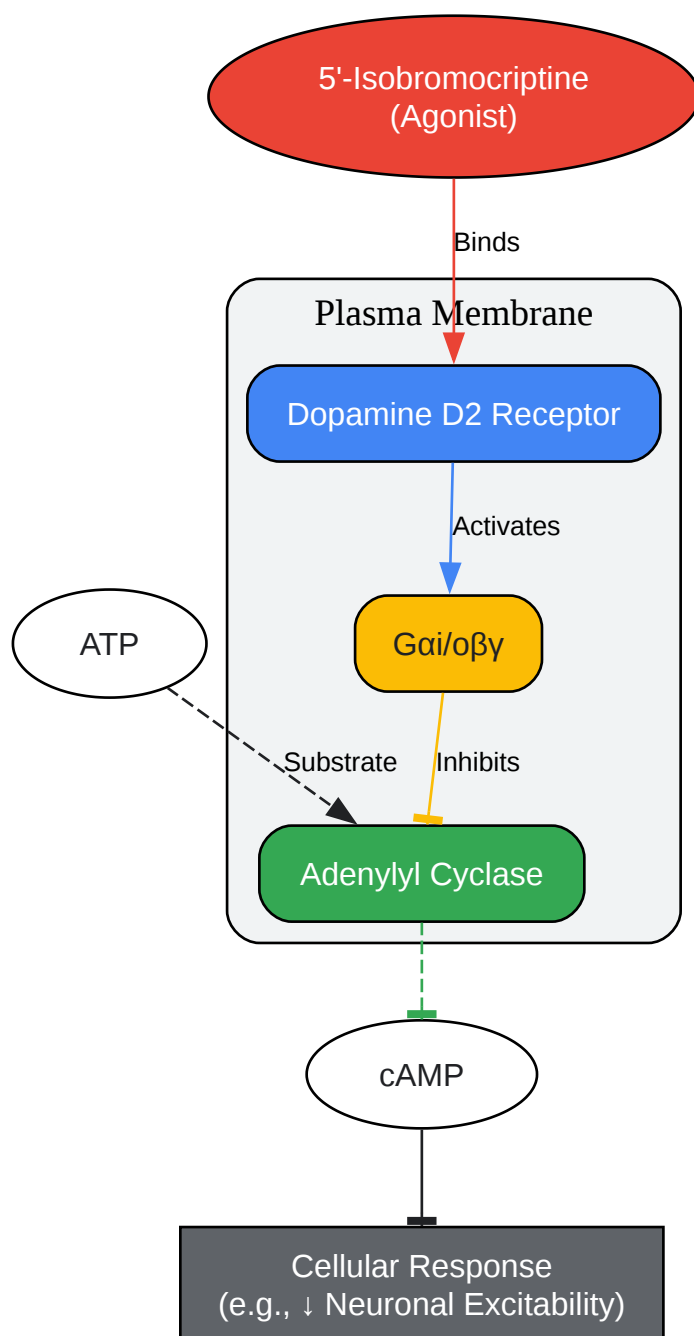 5'-Isobromocriptine
(Agonist)
Binds
Plasma Membrane
Dopamine D2 Receptor
Activates
ATP
Gαi/oβγ
Substrate
Inhibits
Adenylyl Cyclase
cAMP
Cellular Response
(e.g., ↓ Neuronal Excitability)